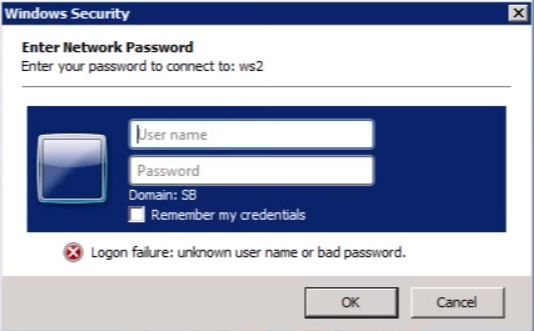 Windows Security
Enter Network Password
Enter your password to connect to: ws2
User name
Password
Domain: SB
Remember my credentials
Logon failure: unknown user name or bad password.
OK
Cancel